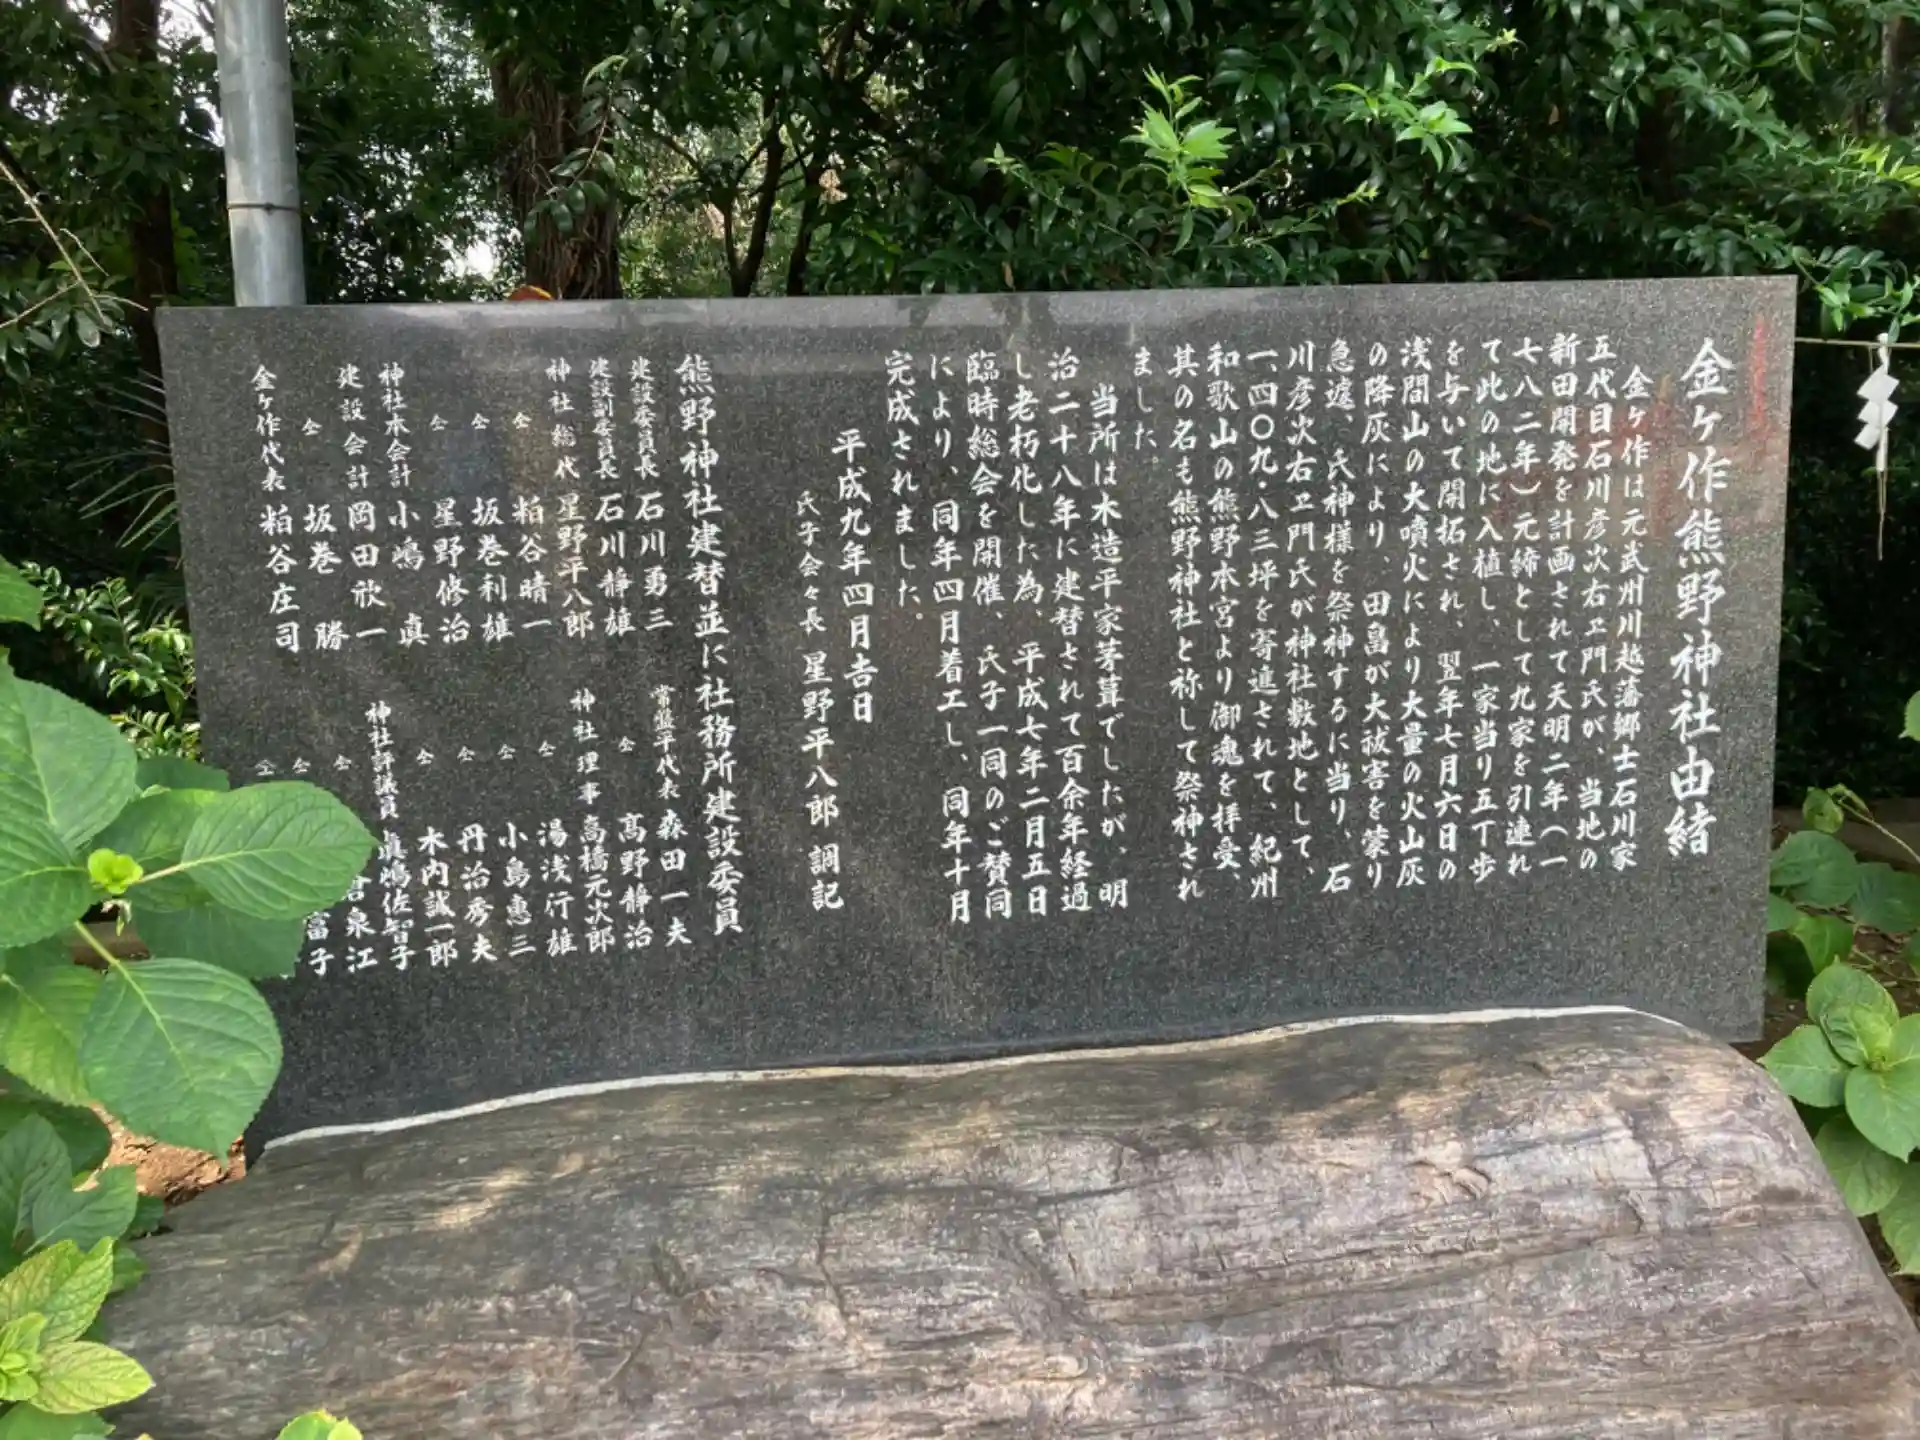 金ヶ作熊野神社由緒
金ヶ作は元武州川越藩郷士石川家
五代目石川彦次右ヱ門氏が、当地の
新田開発を計画されて天明二年(一
七八二年)元締として九家を引連れ
て此の地に入植し、一家当り五丁歩
を与いて開拓され、翌年七月六日の
浅間山の大噴火により大量の火山灰
の降灰により、田畠が大祓害を蒙り
急遽、氏神様を祭神するに当り、石
川彦次右ヱ門氏が神社敷地として、
一、四〇九・八三坪を寄進されて、紀州
和歌山の熊野本宮より御魂を拝受、
其の名も熊野神社と祢して祭神され
ました。
当所は木造平家茅葺でしたが、明
治二十八年に建替されて百余年経過
し老朽化した為、平成七年二月五日
臨時総会を開催、氏子一同のご賛同
により、同年四月着工し、同年十月
完成されました。
平成九年四月吉日
氏子会々長 星野平八郎 調記
熊野神社建替並に社務所建設委員
建設委員長 石川勇三
建設副委員長 石川静雄
神社総代 星野平八郎
仝 粕谷晴一
仝 坂巻利雄
仝 星野修治
神社本会計 小嶋 真
建設会計 岡田欣一
仝 坂巻 勝
金ヶ作代表 粕谷庄司
常盤平代表 森田一夫
仝 髙野静治
神社理事 高橋元次郎
仝 湯浅行雄
仝 小島惠三
仝 丹治秀夫
仝 木内誠一郎
神社評議員 眞嶋佐智子
仝 倉泉江
仝 富子
仝